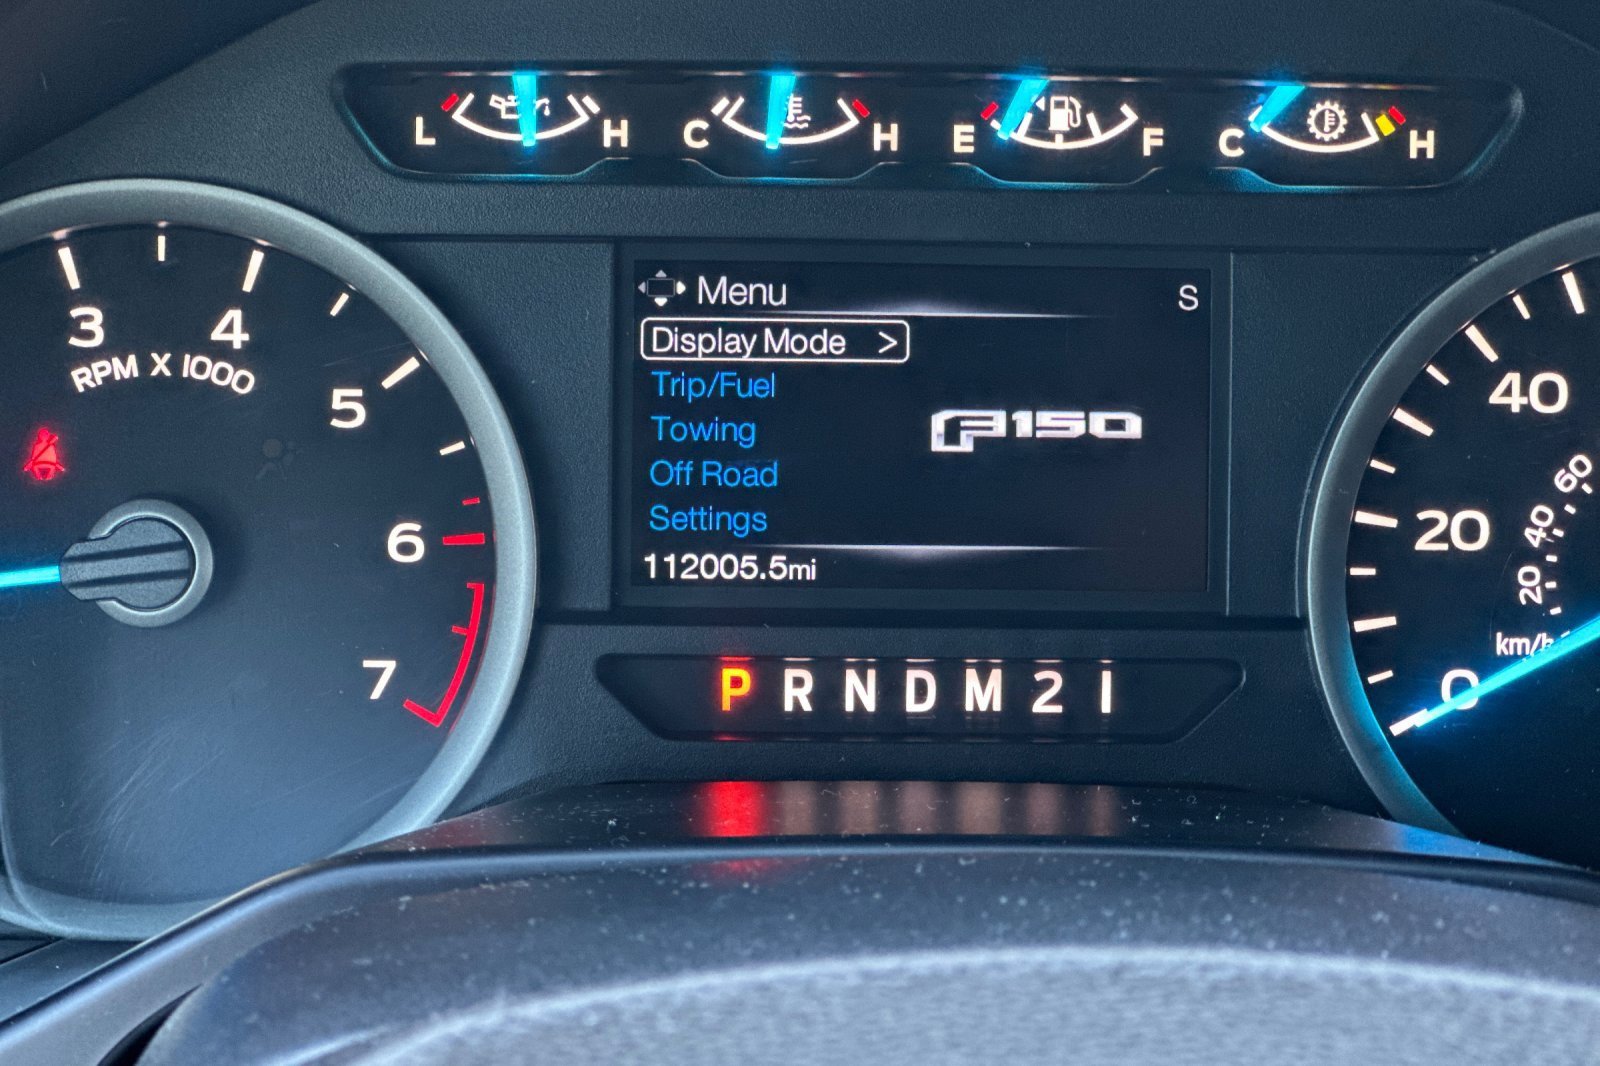 L H C H E F C H
3 4 5 6 7
RPM X 1000
Menu S
Display Mode >
Trip/Fuel
Towing
F150
Off Road
Settings
112005.5mi
P R N D M 2 1
40
20
0
60
40
20
km/h